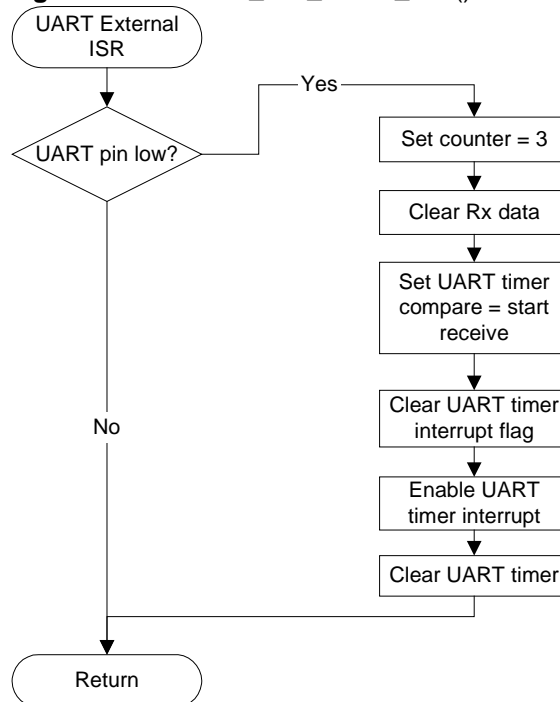 UART External
ISR
Yes
UART pin low?
Set counter = 3
Clear Rx data
Set UART timer
compare = start
receive
Clear UART timer
interrupt flag
No
Enable UART
timer interrupt
Clear UART timer
Return